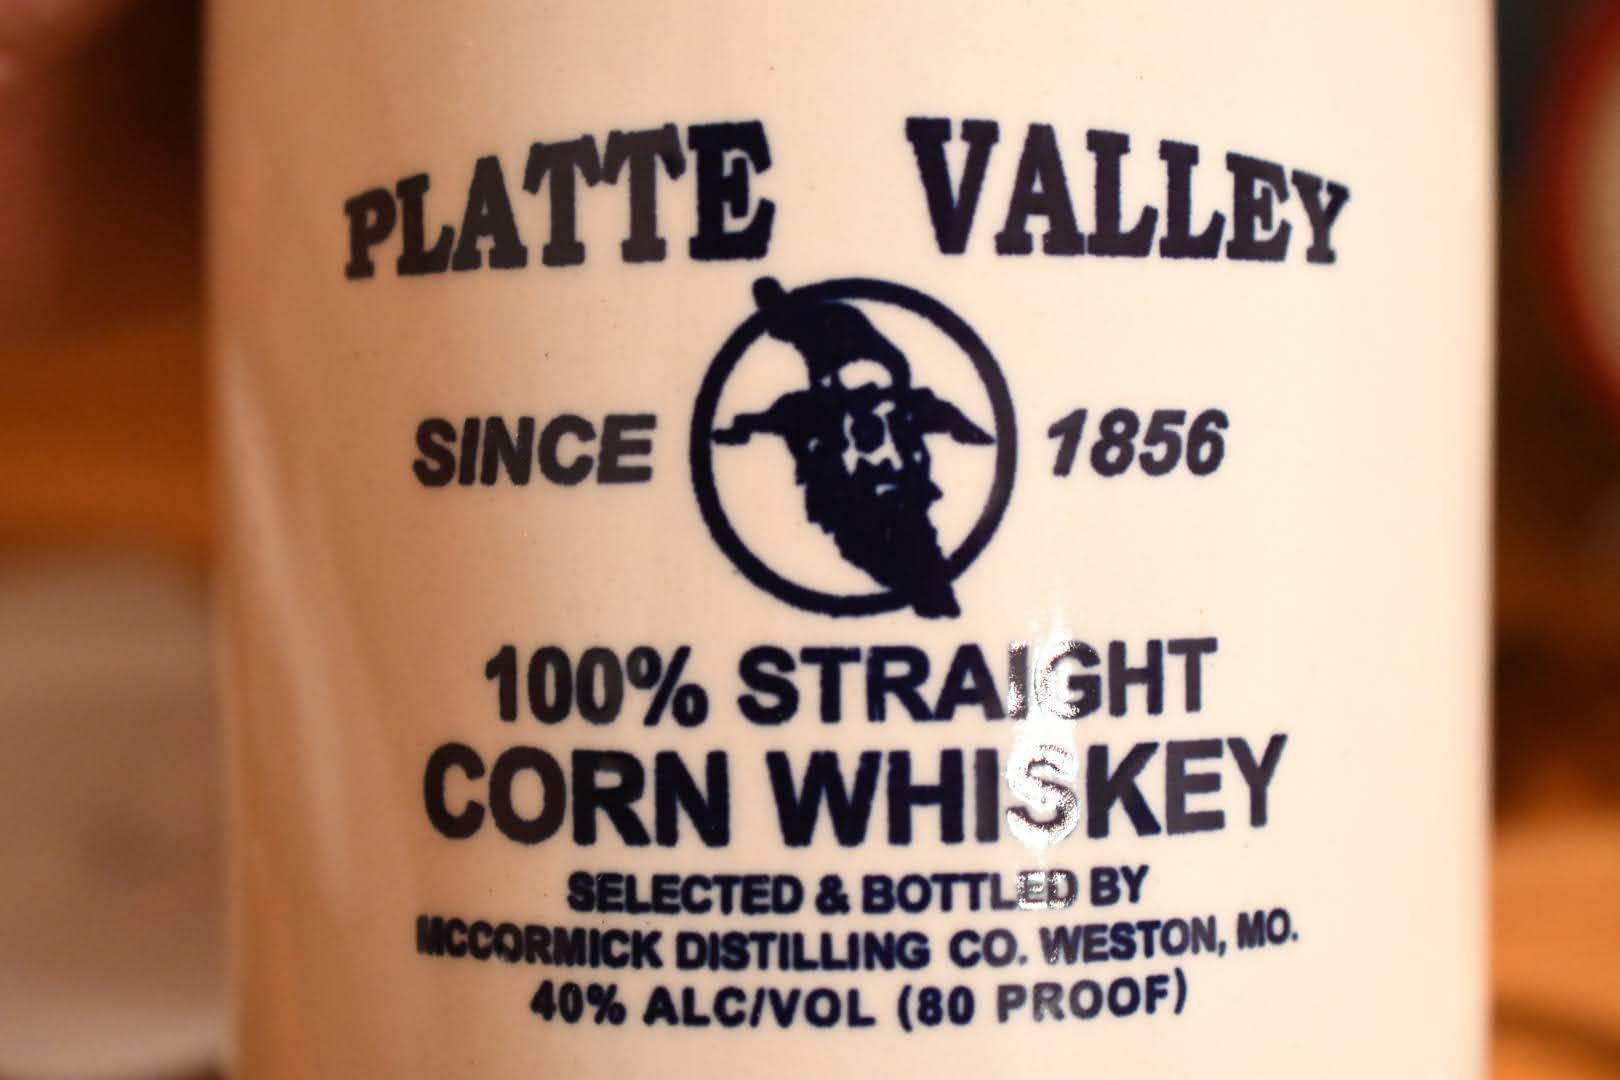 PLATTE VALLEY
SINCE 1856
100% STRAIGHT
CORN WHISKEY
SELECTED & BOTTLED BY
MCCORMICK DISTILLING CO. WESTON, MO.
40% ALC/VOL (80 PROOF)